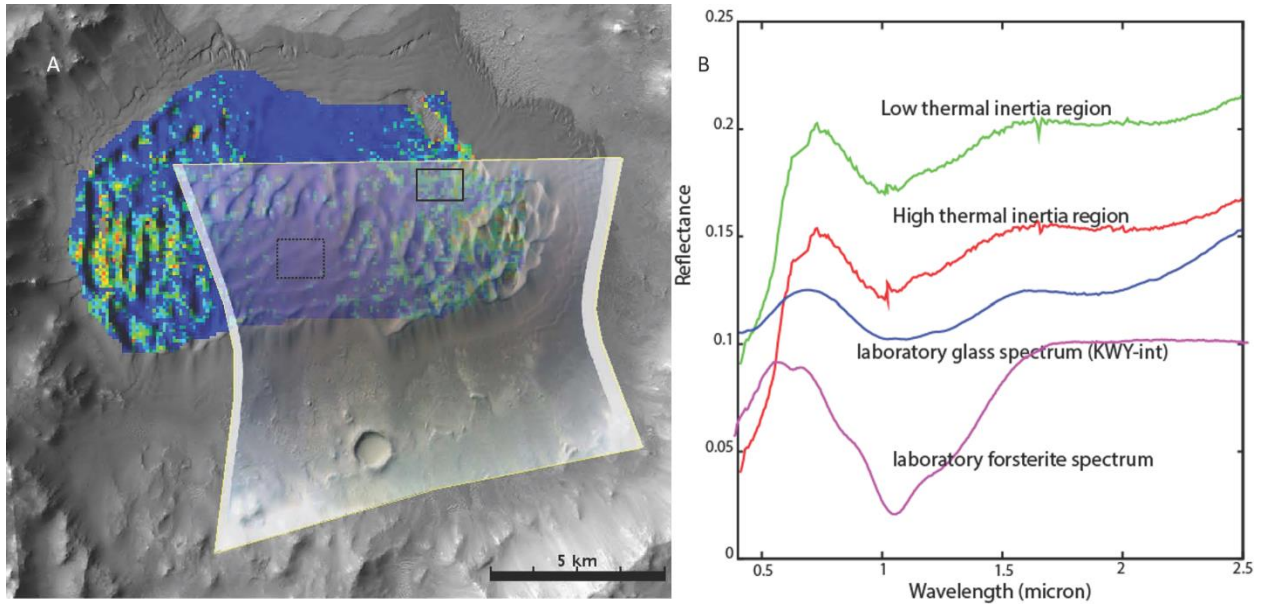 A
5 km
B
0.25
0.2
0.15
0.1
0.05
0
Reflectance
Low thermal inertia region
High thermal inertia region
laboratory glass spectrum (KWY-int)
laboratory forsterite spectrum
0.5
1
1.5
2
2.5
Wavelength (micron)